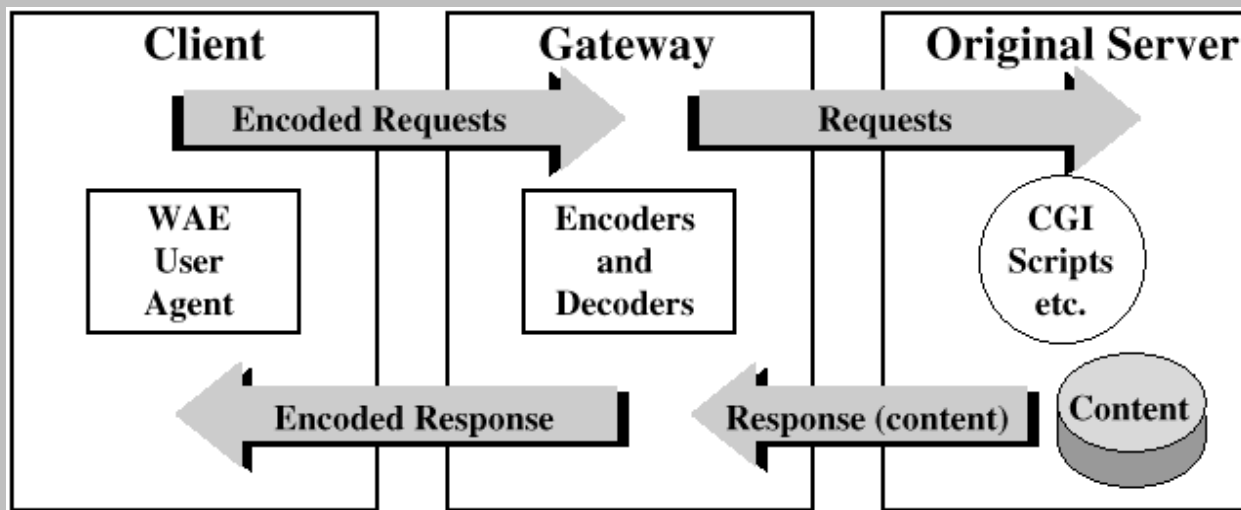 Client
Gateway
Original Server
Encoded Requests
Requests
WAE
User
Agent
Encoders
and
Decoders
CGI
Scripts
etc.
Encoded Response
Response (content)
Content